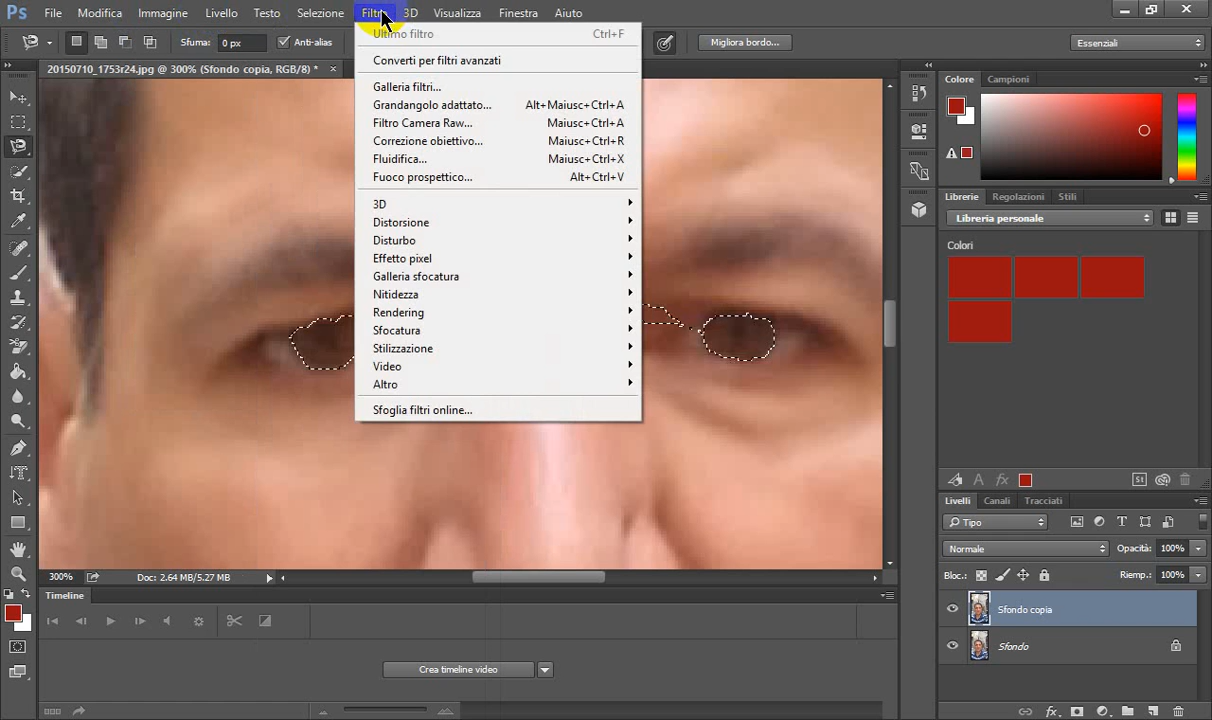 Ps File Modifica Immagine Livello Testo Selezione Filtro 3D Visualizza Finestra Aiuto
Sfuma: 0 px Anti-alias Migliora bordo... Essenziali
20150710_1753r24.jpg @ 300% (Sfondo copia, RGB/8) * ×
Ultimo filtro Ctrl+F
Converti per filtri avanzati
Galleria filtri...
Grandangolo adattato... Alt+Maiusc+Ctrl+A
Filtro Camera Raw... Maiusc+Ctrl+A
Correzione obiettivo... Maiusc+Ctrl+R
Fluidifica... Maiusc+Ctrl+X
Fuoco prospettico... Alt+Ctrl+V
3D
Distorsione
Disturbo
Effetto pixel
Galleria sfocatura
Nitidezza
Rendering
Sfocatura
Stilizzazione
Video
Altro
Sfoglia filtri online...
Colore Campioni
Librerie Regolazioni Stili
Libreria personale
Colori
A fx St
Livelli Canali Tracciati
Tipo T
Normale Opacità: 100%
Bloc.: Riemp.: 100%
Sfondo copia
Sfondo
fx
300% Doc: 2.64 MB/5.27 MB
Timeline
Crea timeline video